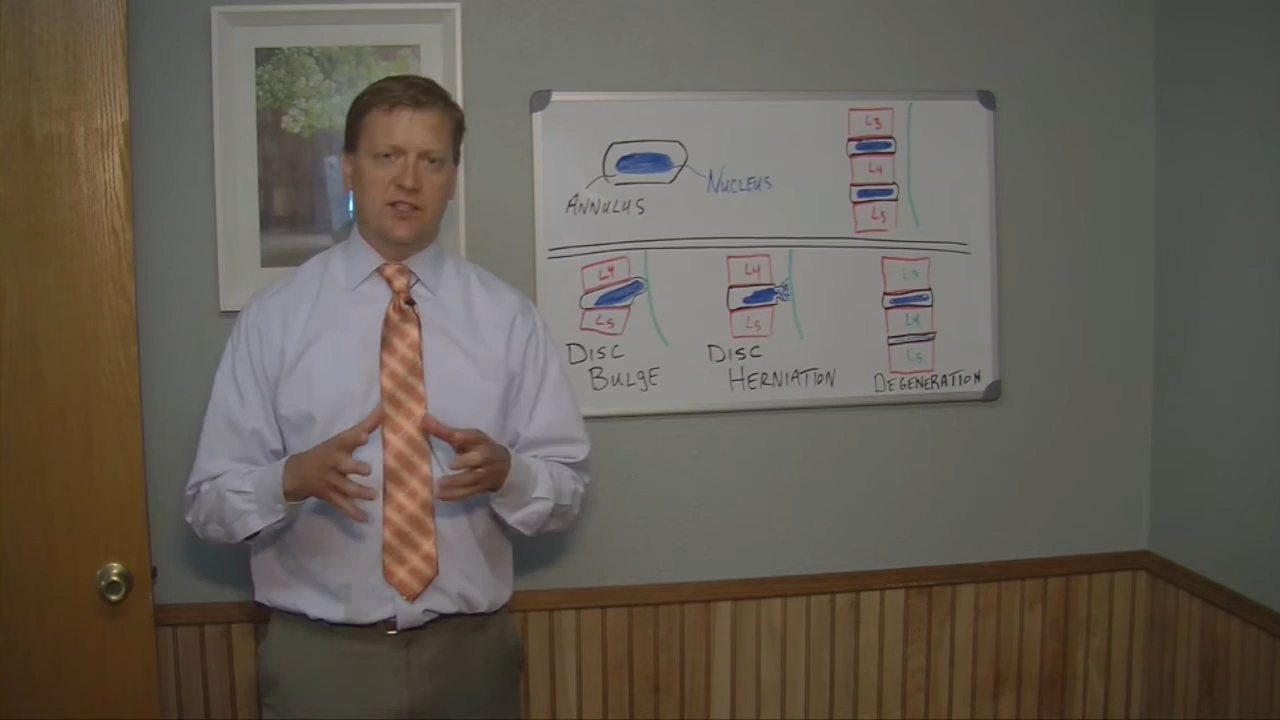 NUCLEUS
ANNULUS
L3
L4
L5
L4
L5
DISC
BULGE
L4
L5
DISC
HERNIATION
L3
L4
L5
DEGENERATION